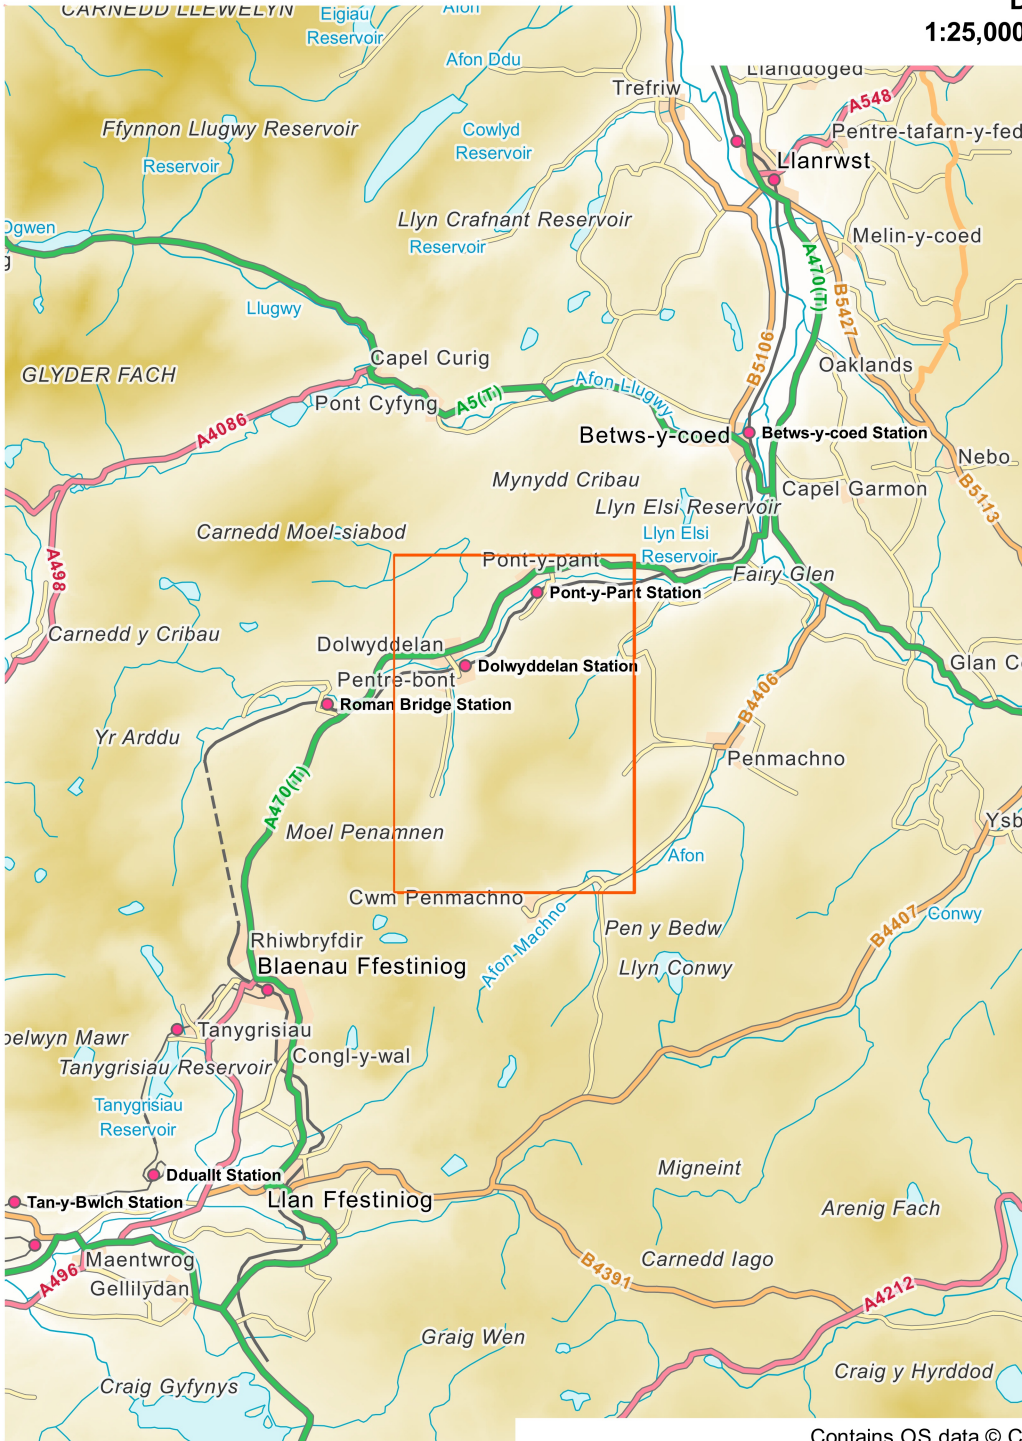 1:25,000
CARNEDD LLEWELYN
Eigiau
Reservoir
Afon
Afon Ddu
Llanddoged
Trefriw
A548
Ffynnon Llugwy Reservoir
Reservoir
Cowlyd
Reservoir
Pentre-tafarn-y-fed
Llanrwst
Llyn Crafnant Reservoir
Reservoir
Ogwen
g
Melin-y-coed
A470(T)
B5427
Llugwy
B5106
Capel Curig
GLYDER FACH
Oaklands
Pont Cyfyng
A5(T)
Afon Llugwy
A4086
Betws-y-coed
Betws-y-coed Station
Nebo
Mynydd Cribau
Capel Garmon
B5113
Llyn Elsi Reservoir
Carnedd Moel-siabod
Llyn Elsi
Reservoir
A498
Pont-y-pant
Fairy Glen
Pont-y-Pant Station
Carnedd y Cribau
Dolwyddelan
Dolwyddelan Station
Glan C
Pentre-bont
B4406
Roman Bridge Station
Yr Arddu
Penmachno
A470(T)
Moel Penamnen
Ysb
Afon
Cwm Penmachno
Afon-Machno
Conwy
B4407
Pen y Bedw
Rhiwbryfdir
Blaenau Ffestiniog
Llyn Conwy
Tanygrisiau
oelwyn Mawr
Congl-y-wal
Tanygrisiau Reservoir
Tanygrisiau
Reservoir
Migneint
Dduallt Station
Tan-y-Bwlch Station
Llan Ffestiniog
Arenig Fach
Maentwrog
Carnedd Iago
B4391
A496
Gellilydan
A4212
Graig Wen
Craig y Hyrddod
Craig Gyfynys
Contains OS data © C